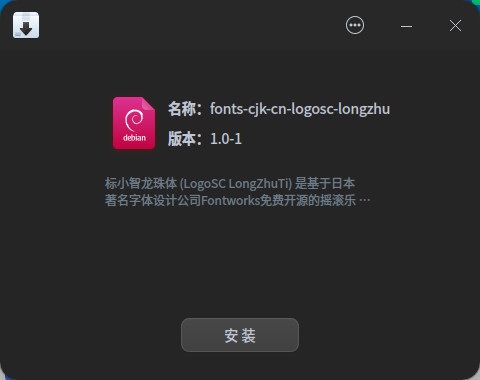 名称：fonts-cjk-cn-logosc-longzhu
debian
版本：1.0-1
标小智龙珠体 (LogoSC LongZhuTi) 是基于日本
著名字体设计公司Fontworks免费开源的摇滚乐 …
安装